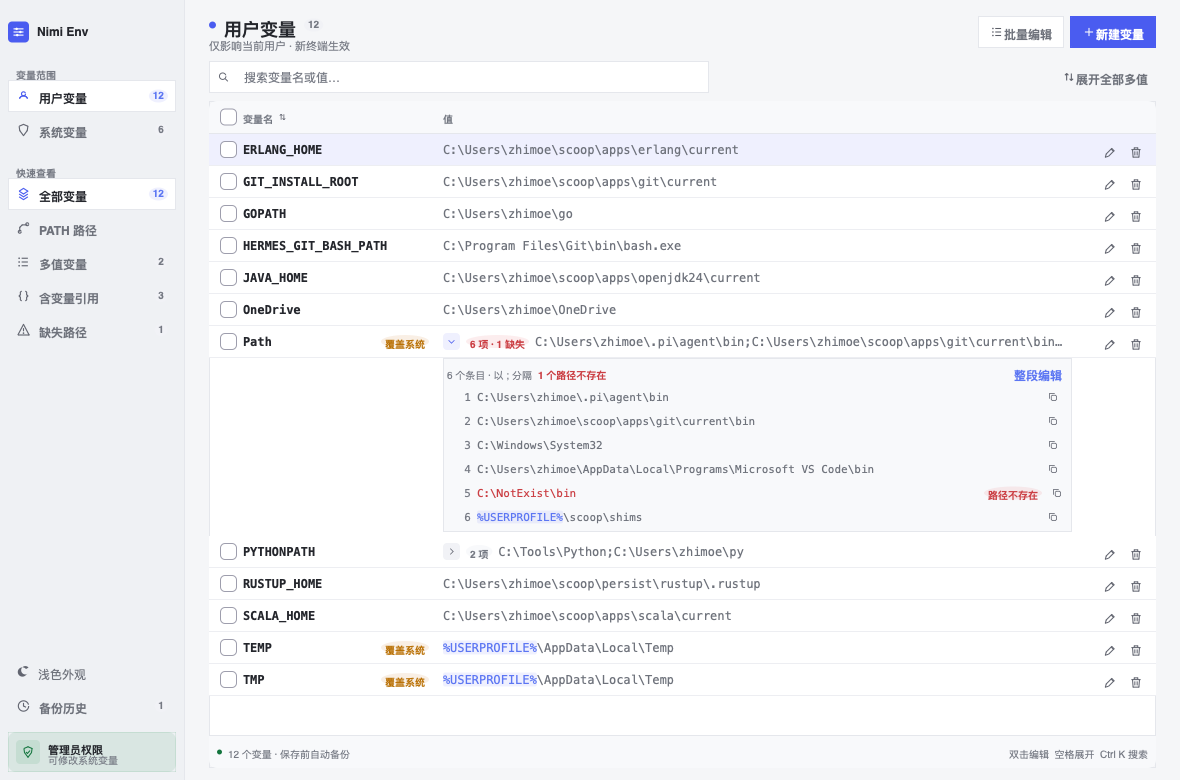 Nimi Env
变量范围
用户变量 12
系统变量 6
快速查看
全部变量 12
PATH 路径
多值变量 2
含变量引用 3
缺失路径 1
浅色外观
备份历史 1
管理员权限
可修改系统变量
用户变量 12
仅影响当前用户 · 新终端生效
批量编辑
+ 新建变量
搜索变量名或值...
展开全部多值
变量名 值
ERLANG_HOME C:\Users\zhimoe\scoop\apps\erlang\current
GIT_INSTALL_ROOT C:\Users\zhimoe\scoop\apps\git\current
GOPATH C:\Users\zhimoe\go
HERMES_GIT_BASH_PATH C:\Program Files\Git\bin\bash.exe
JAVA_HOME C:\Users\zhimoe\scoop\apps\openjdk24\current
OneDrive C:\Users\zhimoe\OneDrive
Path 覆盖系统 6 项 · 1 缺失 C:\Users\zhimoe\.pi\agent\bin;C:\Users\zhimoe\scoop\apps\git\current\bin…
6 个条目 · 以 ; 分隔 1 个路径不存在 整段编辑
1 C:\Users\zhimoe\.pi\agent\bin
2 C:\Users\zhimoe\scoop\apps\git\current\bin
3 C:\Windows\System32
4 C:\Users\zhimoe\AppData\Local\Programs\Microsoft VS Code\bin
5 C:\NotExist\bin 路径不存在
6 %USERPROFILE%\scoop\shims
PYTHONPATH 2 项 C:\Tools\Python;C:\Users\zhimoe\py
RUSTUP_HOME C:\Users\zhimoe\scoop\persist\rustup\.rustup
SCALA_HOME C:\Users\zhimoe\scoop\apps\scala\current
TEMP 覆盖系统 %USERPROFILE%\AppData\Local\Temp
TMP 覆盖系统 %USERPROFILE%\AppData\Local\Temp
12 个变量 · 保存前自动备份
双击编辑 空格展开 Ctrl K 搜索